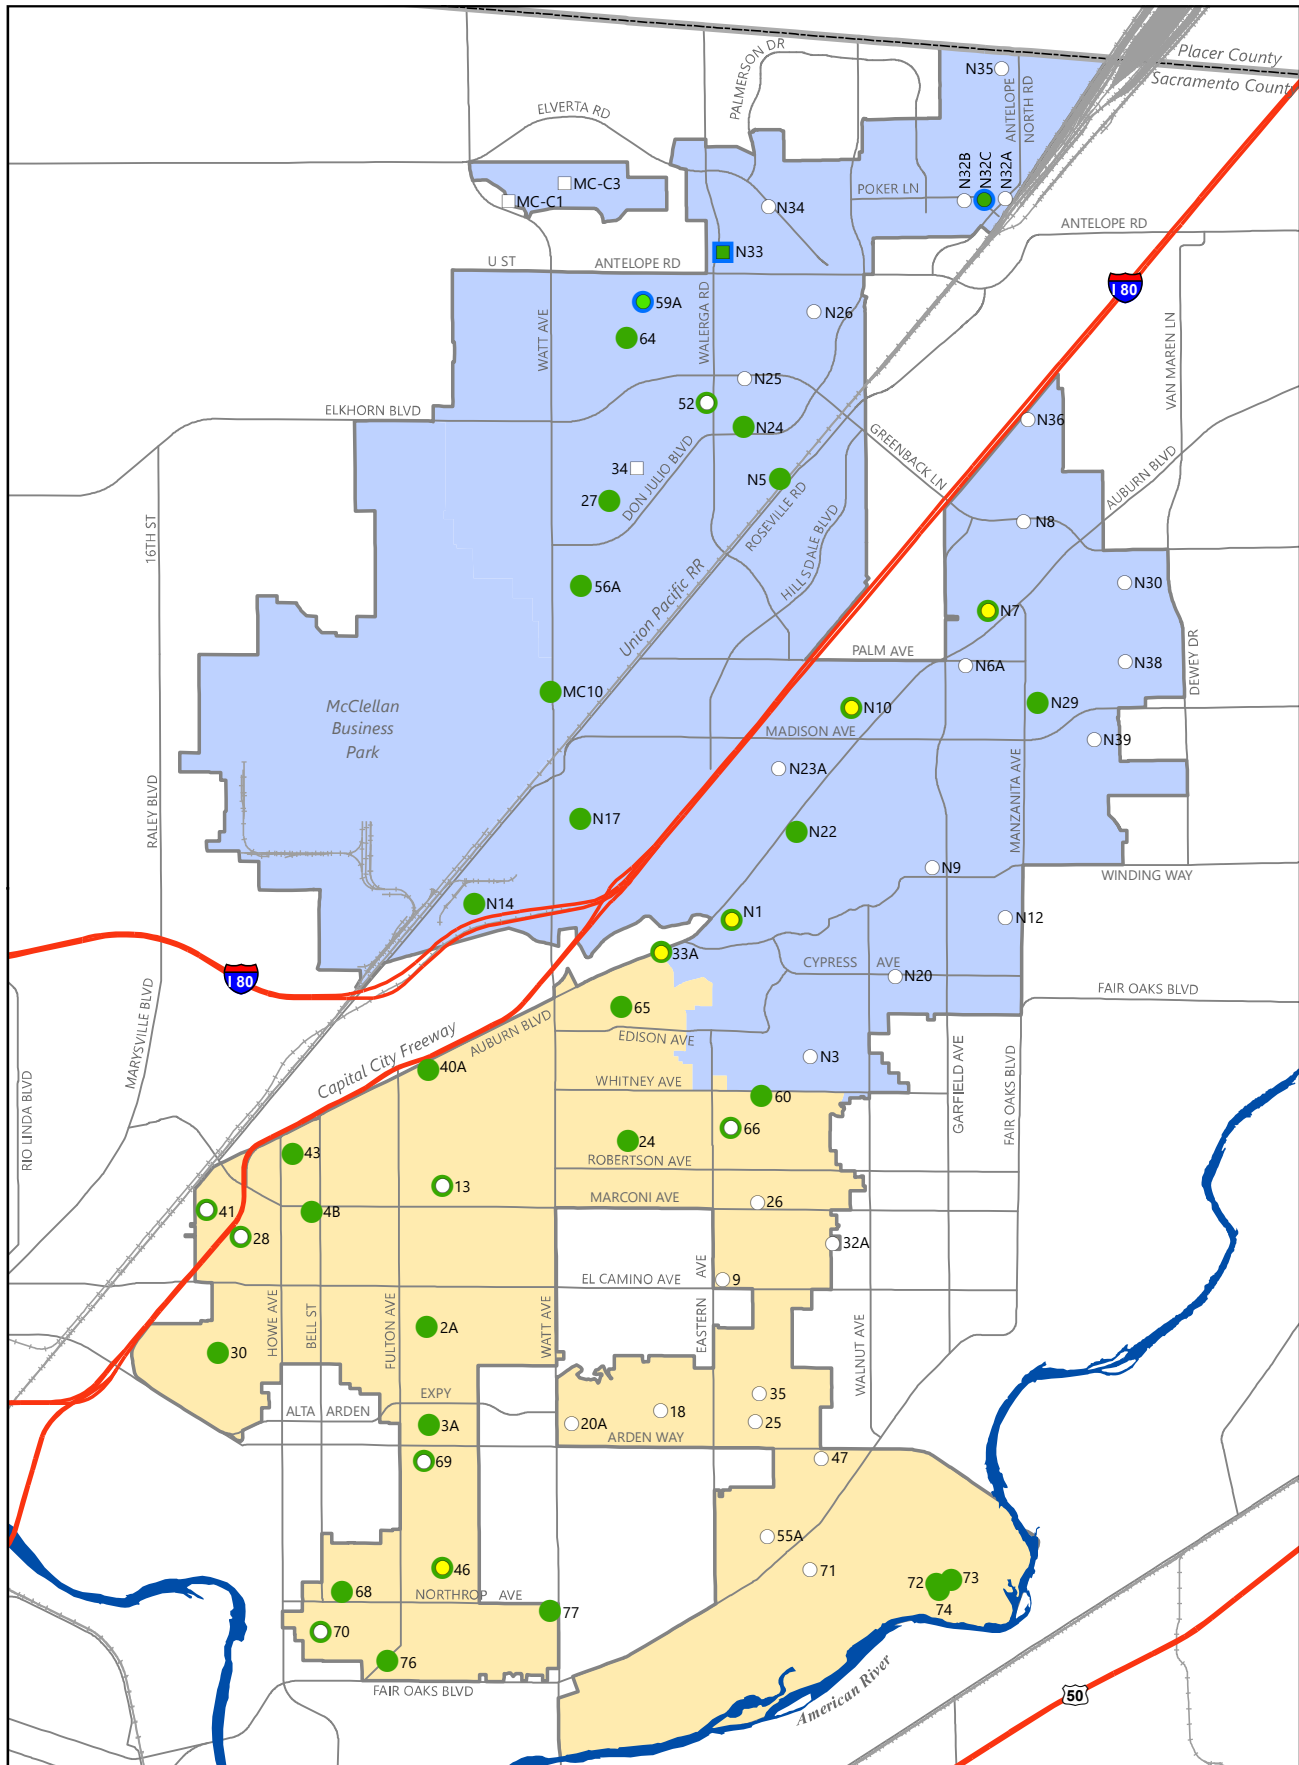 Placer County
Sacramento County
PALMERSON DR
N35
ANTELOPE
NORTH RD
ELVERTA RD
N32B
N32C
N32A
MC-C3
MC-C1
POKER LN
N34
ANTELOPE RD
N33
U ST
ANTELOPE RD
I 80
59A
N26
64
WATT AVE
WALERGA RD
VAN MAREN LN
N25
ELKHORN BLVD
52
N24
N36
GREENBACK LN
AUBURN BLVD
34
DON JULIO BLVD
N5
27
ROSEVILLE RD
HILLSDALE BLVD
N8
16TH ST
56A
Union Pacific RR
N30
N7
PALM AVE
N6A
N38
DEWEY DR
MC10
McClellan
Business
Park
N10
N29
MADISON AVE
N39
N23A
MANZANITA AVE
RALEY BLVD
N17
N22
N9
WINDING WAY
N14
N1
N12
33A
CYPRESS AVE
N20
I 80
FAIR OAKS BLVD
MARYSVILLE BLVD
65
EDISON AVE
AUBURN BLVD
Capital City Freeway
N3
40A
WHITNEY AVE
60
GARFIELD AVE
FAIR OAKS BLVD
RIO LINDA BLVD
66
24
43
ROBERTSON AVE
13
MARCONI AVE
26
41
4B
28
32A
EL CAMINO AVE
9
EASTERN AVE
HOWE AVE
BELL ST
FULTON AVE
WATT AVE
2A
WALNUT AVE
30
EXPY
35
ALTA ARDEN
3A
20A
18
25
ARDEN WAY
69
47
55A
46
71
72
73
74
68
NORTHROP AVE
77
70
76
FAIR OAKS BLVD
American River
50